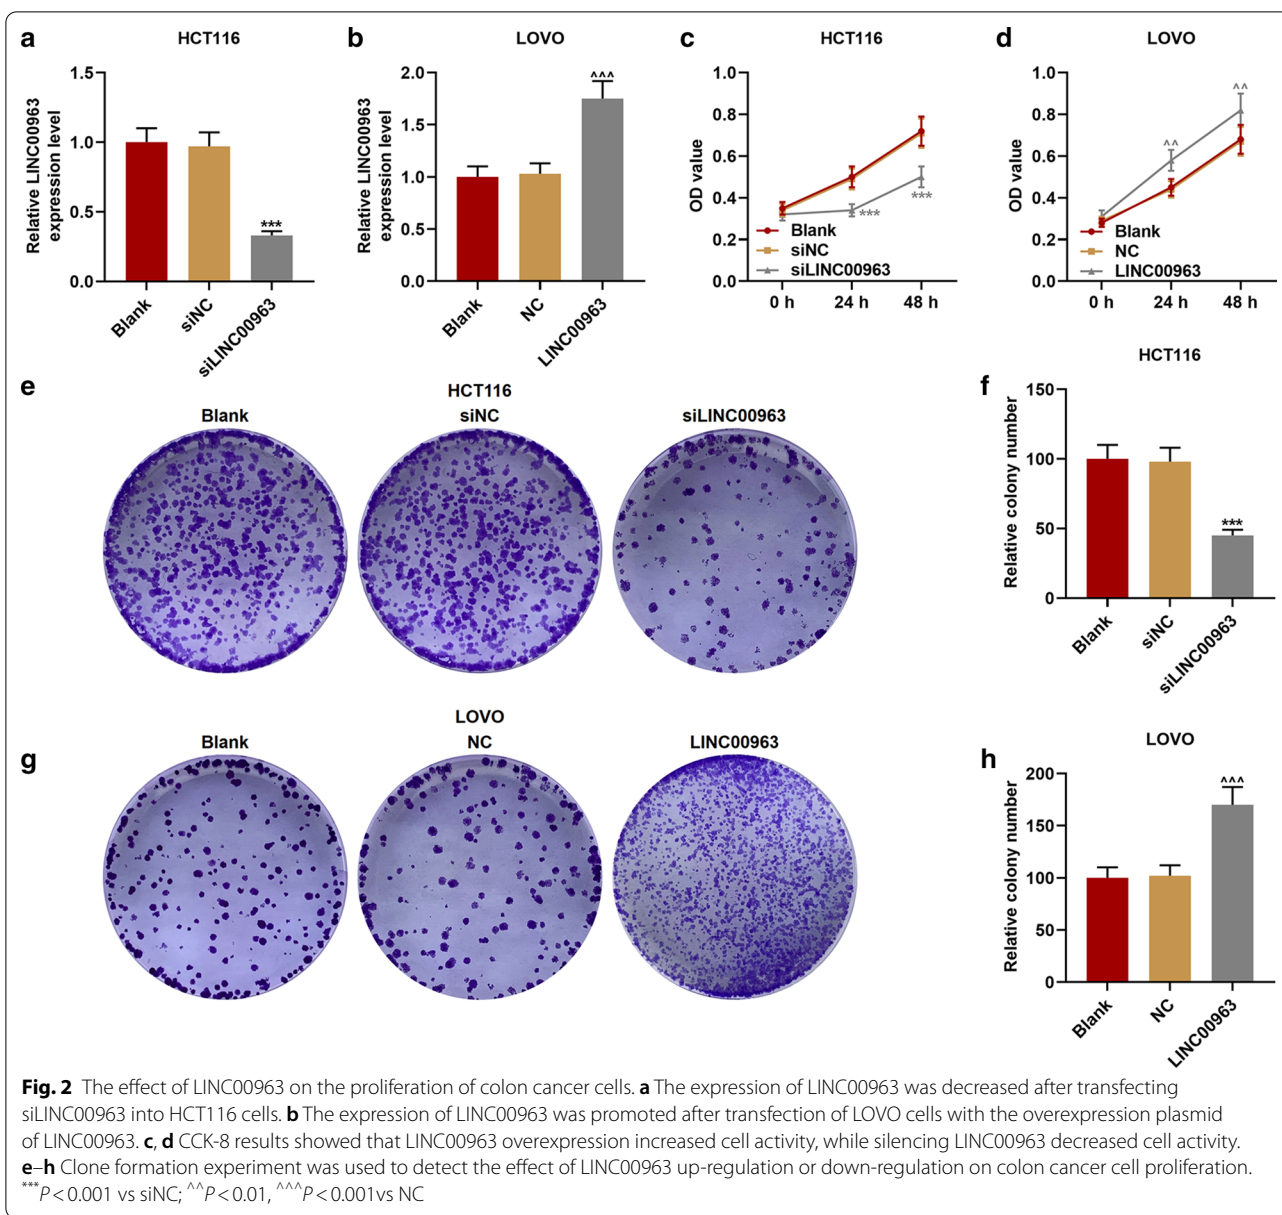 a
HCT116
Relative LINC00963
expression level
1.5
1.0
0.5
0.0
***
Blank
siNC
siLINC00963
b
LOVO
Relative LINC00963
expression level
2.0
1.5
1.0
0.5
0.0
^^^
Blank
NC
LINC00963
c
HCT116
OD value
1.0
0.8
0.6
0.4
0.2
0.0
***
***
Blank
siNC
siLINC00963
0 h
24 h
48 h
d
LOVO
OD value
1.0
0.8
0.6
0.4
0.2
0.0
^^
^^
Blank
NC
LINC00963
0 h
24 h
48 h
e
HCT116
Blank
siNC
siLINC00963
f
HCT116
Relative colony number
150
100
50
0
***
Blank
siNC
siLINC00963
g
LOVO
Blank
NC
LINC00963
h
LOVO
Relative colony number
200
150
100
50
0
^^^
Blank
NC
LINC00963
Fig. 2 The effect of LINC00963 on the proliferation of colon cancer cells. a The expression of LINC00963 was decreased after transfecting
siLINC00963 into HCT116 cells. b The expression of LINC00963 was promoted after transfection of LOVO cells with the overexpression plasmid
of LINC00963. c, d CCK-8 results showed that LINC00963 overexpression increased cell activity, while silencing LINC00963 decreased cell activity.
e–h Clone formation experiment was used to detect the effect of LINC00963 up-regulation or down-regulation on colon cancer cell proliferation.
***P < 0.001 vs siNC; ^^P < 0.01, ^^^P < 0.001vs NC